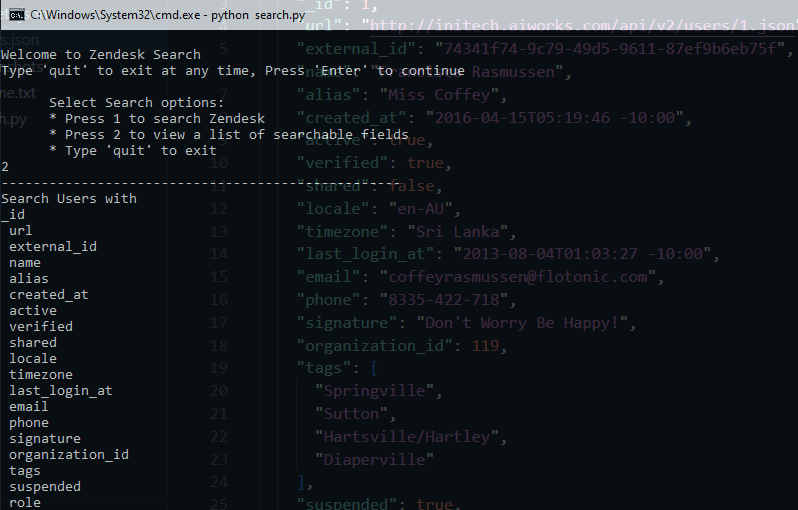 C:\Windows\System32\cmd.exe - python search.py
Welcome to Zendesk Search
Type 'quit' to exit at any time, Press 'Enter' to continue
Select Search options:
* Press 1 to search Zendesk
* Press 2 to view a list of searchable fields
* Type 'quit' to exit
2
-------------------------------------------------
Search Users with
_id
url
external_id
name
alias
created_at
active
verified
shared
locale
timezone
last_login_at
email
phone
signature
organization_id
tags
suspended
role
s.json
me.txt
h.py
"_id": 1,
"url": "http://initech.aiworks.com/api/v2/users/1.json"
5 "external_id": "74341f74-9c79-49d5-9611-87ef9b6eb75f",
"name": Rasmussen",
7 "alias": "Miss Coffey",
"created_at": "2016-04-15T05:19:46 -10:00",
"active": true,
10 "verified": true,
11 "shared": false,
12 "locale": "en-AU",
13 "timezone": "Sri Lanka",
14 "last_login_at": "2013-08-04T01:03:27 -10:00",
15 "email": "coffeyrasmussen@flotonic.com",
16 "phone": "8335-422-718",
17 "signature": "Don't Worry Be Happy!",
18 "organization_id": 119,
19 "tags": [
20 "Springville",
21 "Sutton",
22 "Hartsville/Hartley",
23 "Diaperville"
24 ],
25 "suspended": true,